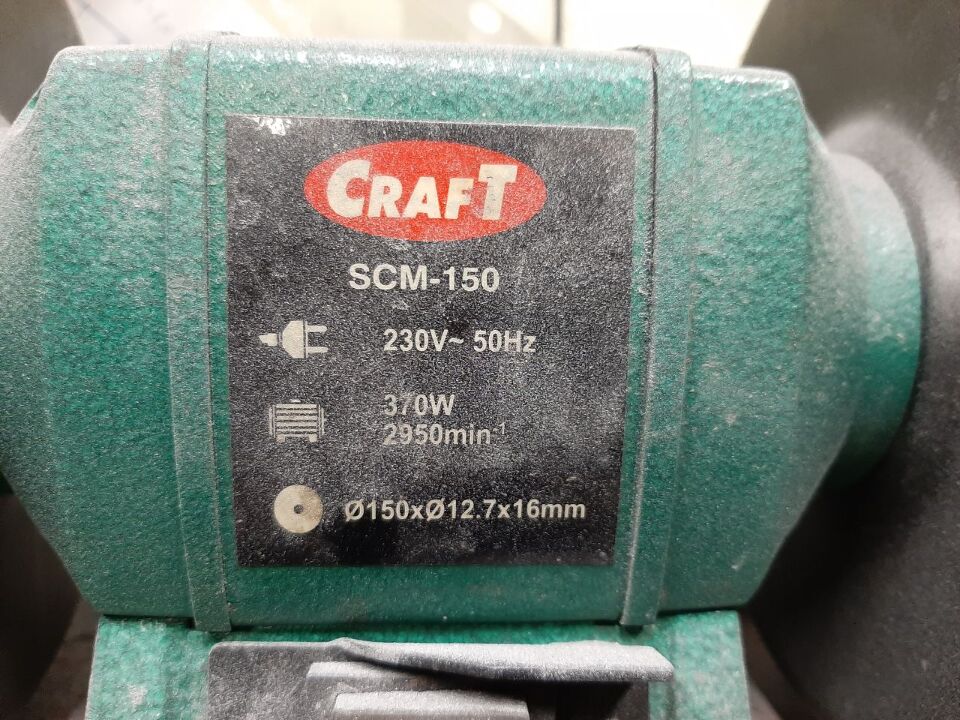 CRAFT
SCM-150
230V~ 50Hz
370W
2950min⁻¹
Ø150xØ12.7x16mm